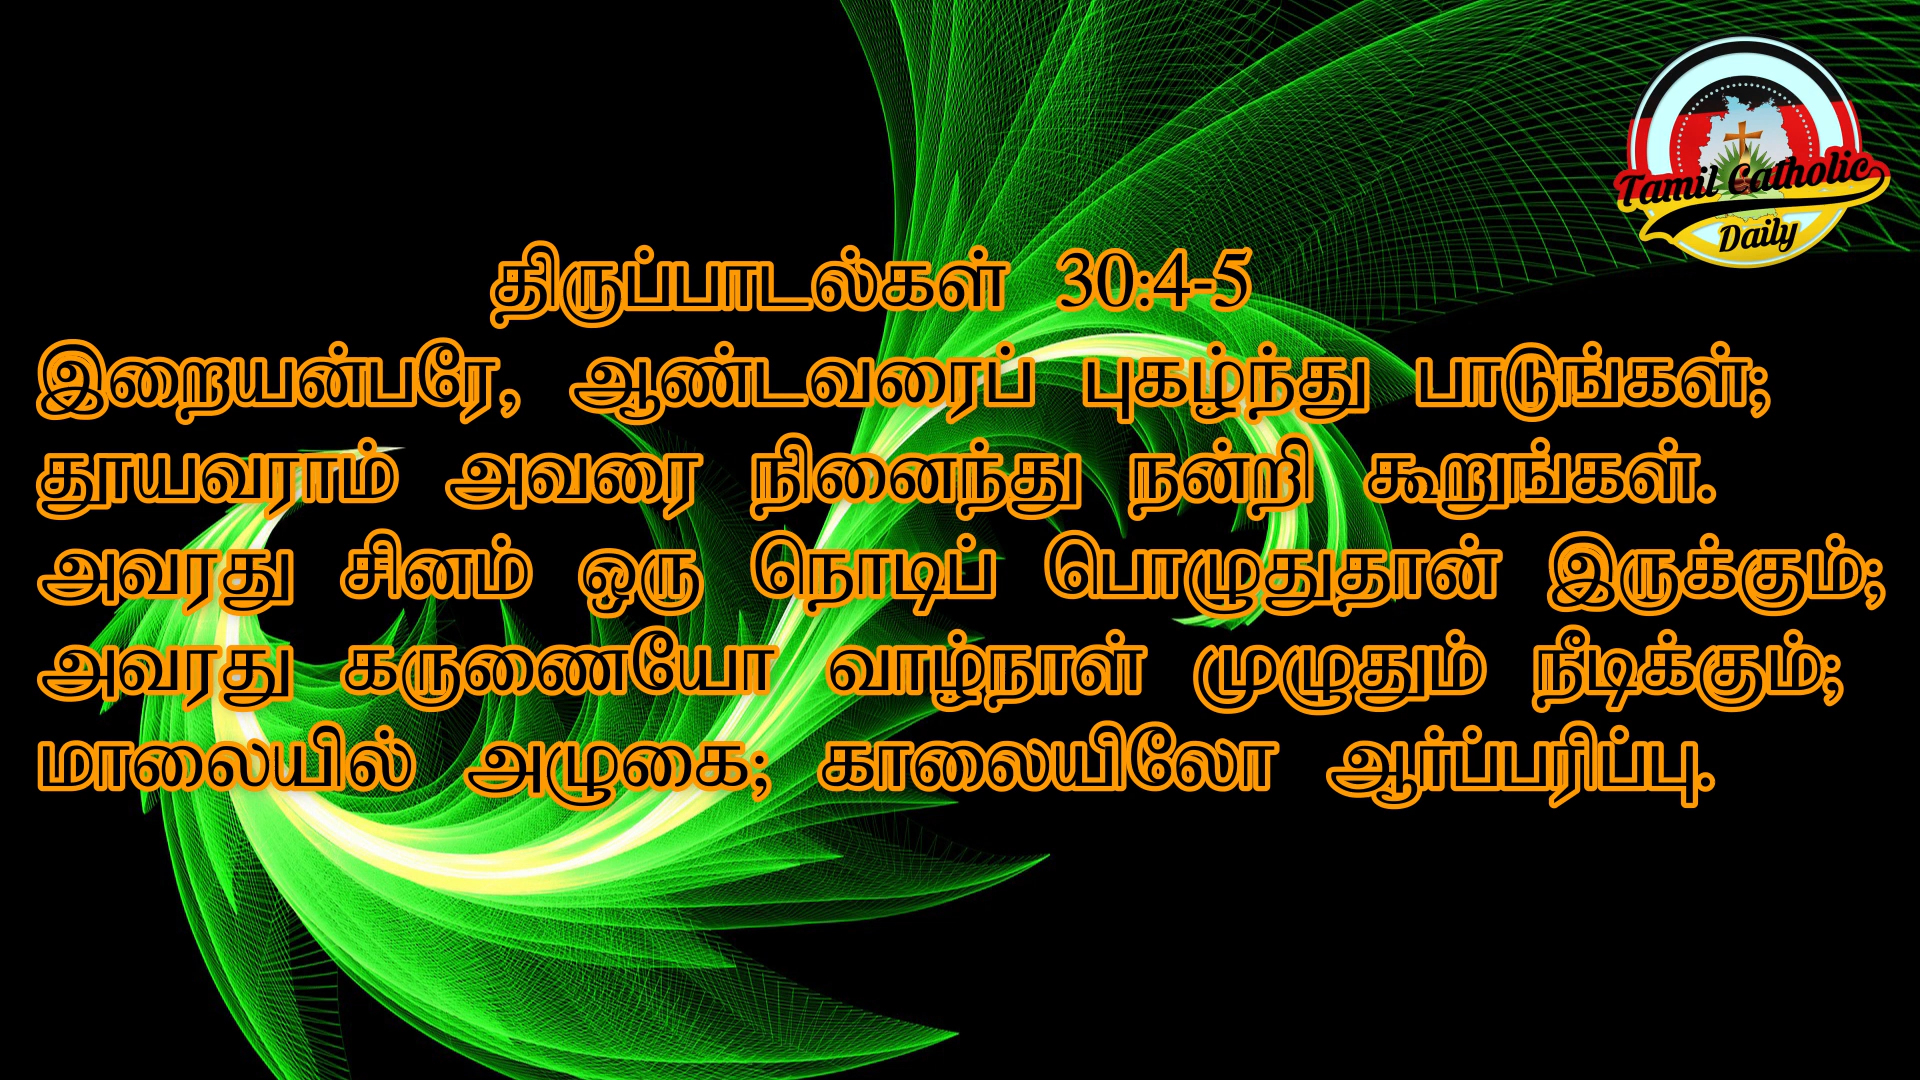 Tamil Catholic
Daily
திருப்பாடல்கள் 30:4-5
இறையன்பரே, ஆண்டவரைப் புகழ்ந்து பாடுங்கள்;
தூயவராம் அவரை நினைந்து நன்றி கூறுங்கள்.
அவரது சினம் ஒரு நொடிப் பொழுதுதான் இருக்கும்;
அவரது கருணையோ வாழ்நாள் முழுதும் நீடிக்கும்;
மாலையில் அழுகை; காலையிலோ ஆர்ப்பரிப்பு.